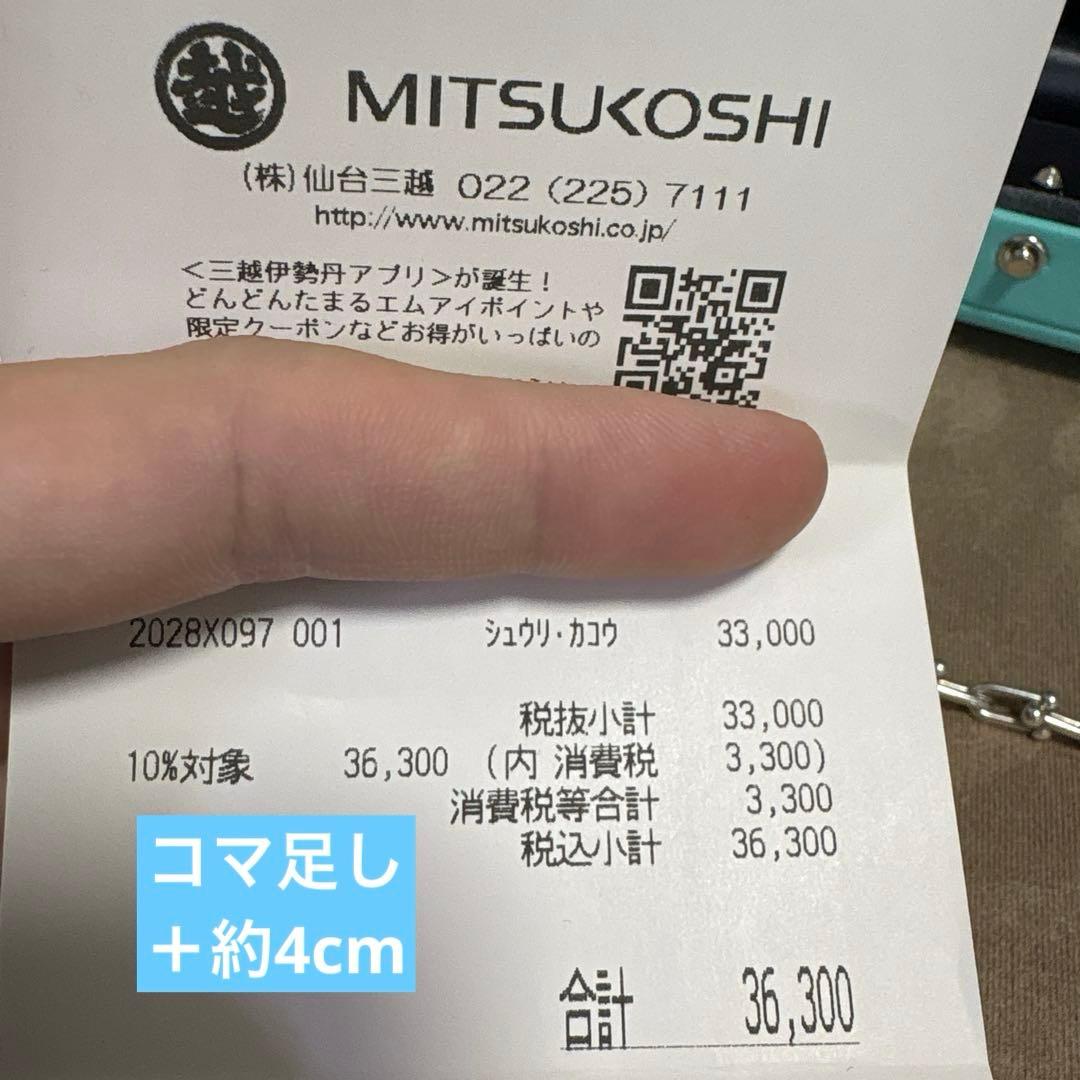 越 MITSUKOSHI
(株)仙台三越 022 (225) 7111
http://www.mitsukoshi.co.jp/
<三越伊勢丹アプリ>が誕生!
どんどんたまるエムアイポイントや
限定クーポンなどお得がいっぱいの
2028X097 001 シュウリ・カコウ 33,000
税抜小計 33,000
10%対象 36,300 (内 消費税 3,300)
消費税等合計 3,300
税込小計 36,300
コマ足し
+約4cm
合計 36,300